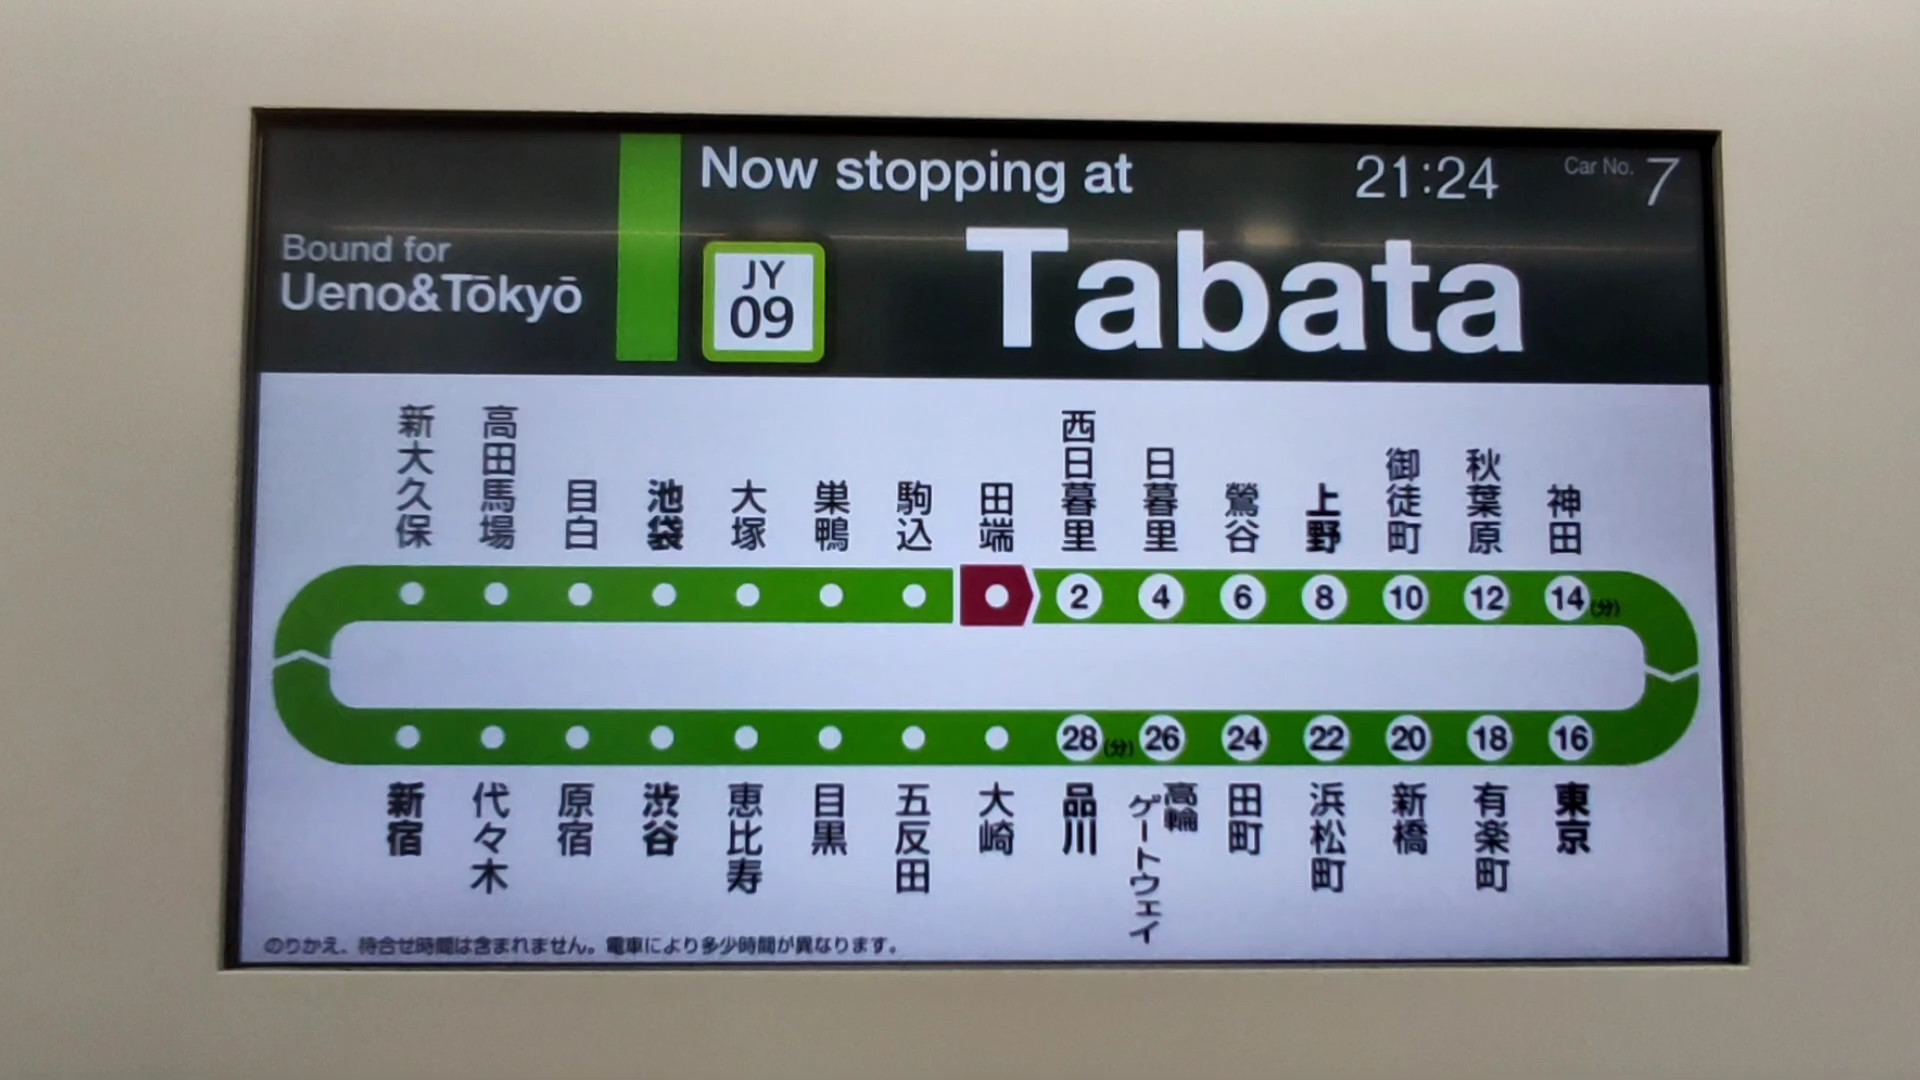 Now stopping at
21:24
Car No. 7
Bound for
Ueno&Tōkyō
JY
09
Tabata
新大久保
高田馬場
目白
池袋
大塚
巣鴨
駒込
田端
西日暮里
日暮里
鶯谷
上野
御徒町
秋葉原
神田
2 4 6 8 10 12 14 (分)
28 (分) 26 24 22 20 18 16
新宿
代々木
原宿
渋谷
恵比寿
目黒
五反田
大崎
品川
高輪
ゲートウェイ
田町
浜松町
新橋
有楽町
東京
のりかえ、待合せ時間は含まれません。電車により多少時間が異なります。